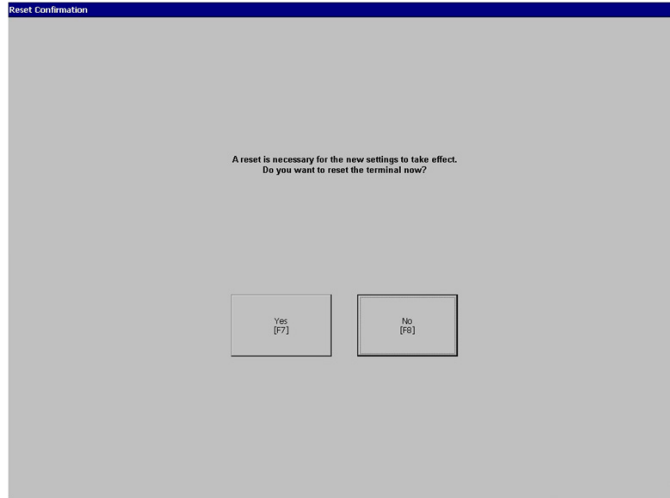 Reset Confirmation
A reset is necessary for the new settings to take effect.
Do you want to reset the terminal now?
Yes
[F7]
No
[F8]